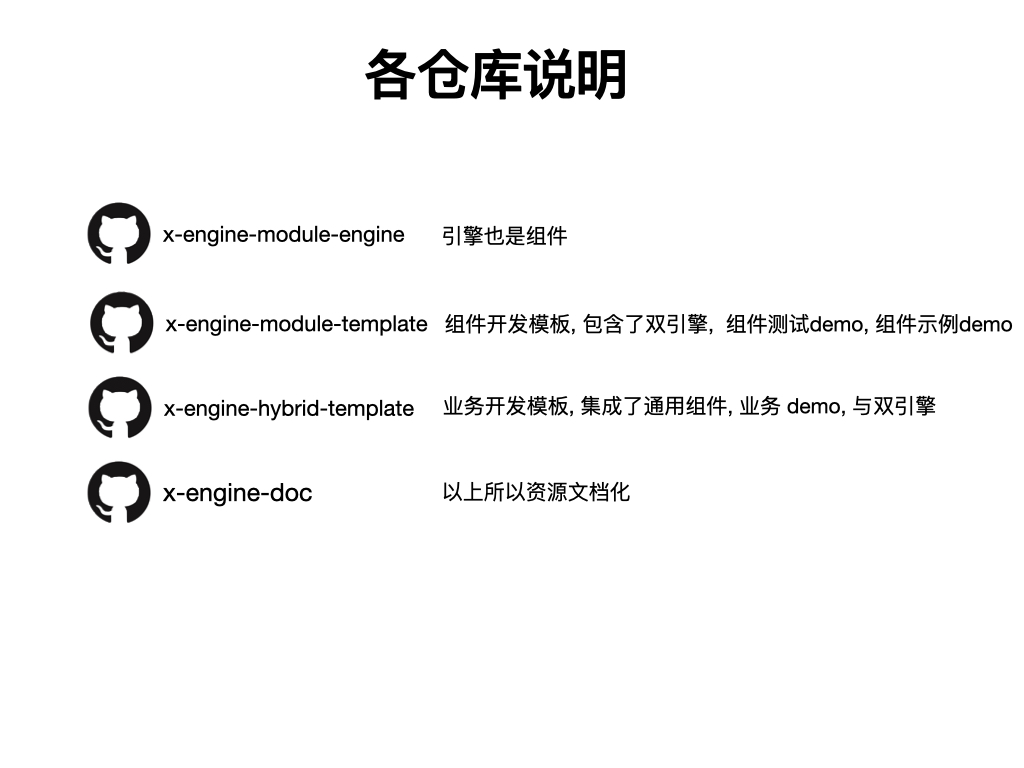 各仓库说明
x-engine-module-engine 引擎也是组件
x-engine-module-template 组件开发模板, 包含了双引擎, 组件测试demo, 组件示例demo
x-engine-hybrid-template 业务开发模板, 集成了通用组件, 业务 demo, 与双引擎
x-engine-doc 以上所以资源文档化